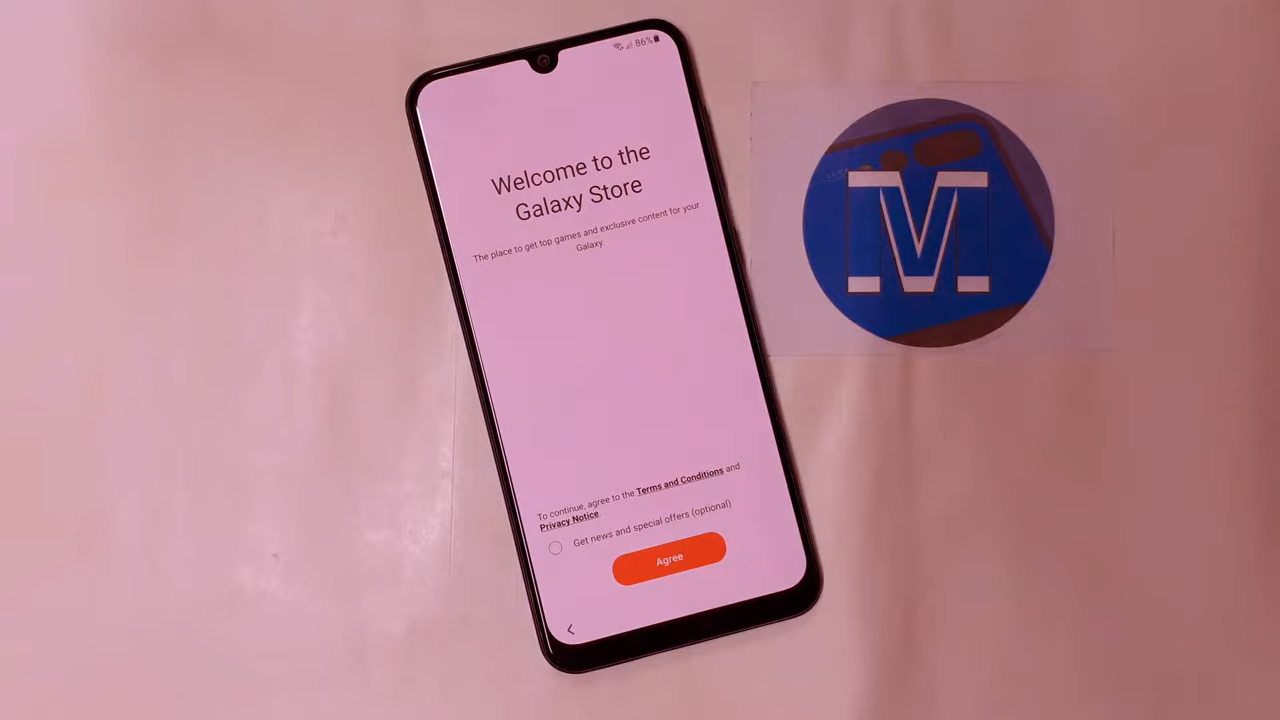 86%
Welcome to the
Galaxy Store
The place to get top games and exclusive content for your
Galaxy.
To continue, agree to the Terms and Conditions and
Privacy Notice
Get news and special offers (optional)
Agree
M